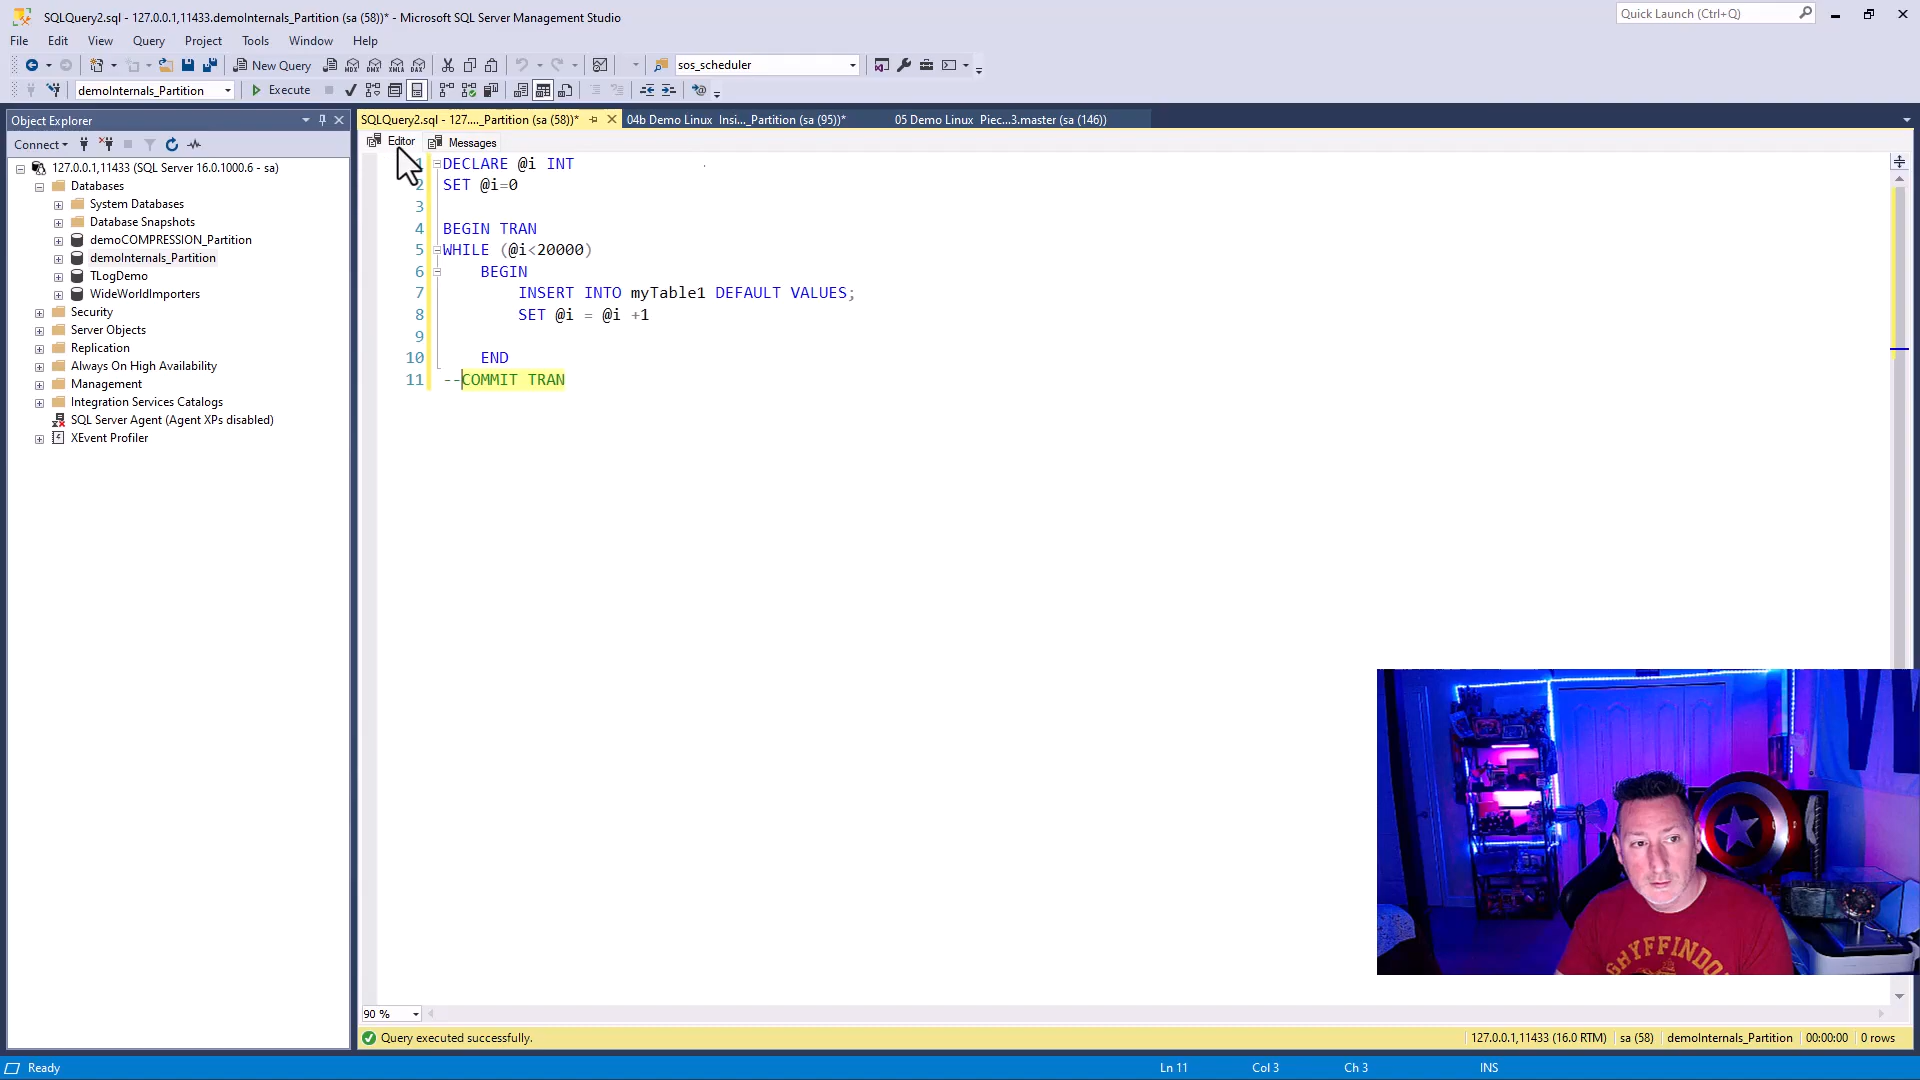 SQLQuery2.sql - 127.0.0.1,11433.demoInternals_Partition (sa (58))* - Microsoft SQL Server Management Studio
Quick Launch (Ctrl+Q)
File Edit View Query Project Tools Window Help
New Query
MDX DMX XMLA DAX
sos_scheduler
demoInternals_Partition
Execute
Object Explorer
Connect
127.0.0.1,11433 (SQL Server 16.0.1000.6 - sa)
Databases
System Databases
Database Snapshots
demoCOMPRESSION_Partition
demoInternals_Partition
TLogDemo
WideWorldImporters
Security
Server Objects
Replication
Always On High Availability
Management
Integration Services Catalogs
SQL Server Agent (Agent XPs disabled)
XEvent Profiler
SQLQuery2.sql - 127...._Partition (sa (58))*
04b Demo Linux Insi..._Partition (sa (95))*
05 Demo Linux Piec...3.master (sa (146))
Editor Messages
1 DECLARE @i INT
2 SET @i=0
3
4 BEGIN TRAN
5 WHILE (@i<20000)
6 BEGIN
7 INSERT INTO myTable1 DEFAULT VALUES;
8 SET @i = @i +1
9
10 END
11 --COMMIT TRAN
GHYFFINDO
90 %
Query executed successfully.
127.0.0.1,11433 (16.0 RTM) sa (58) demoInternals_Partition 00:00:00 0 rows
Ready
Ln 11 Col 3 Ch 3 INS